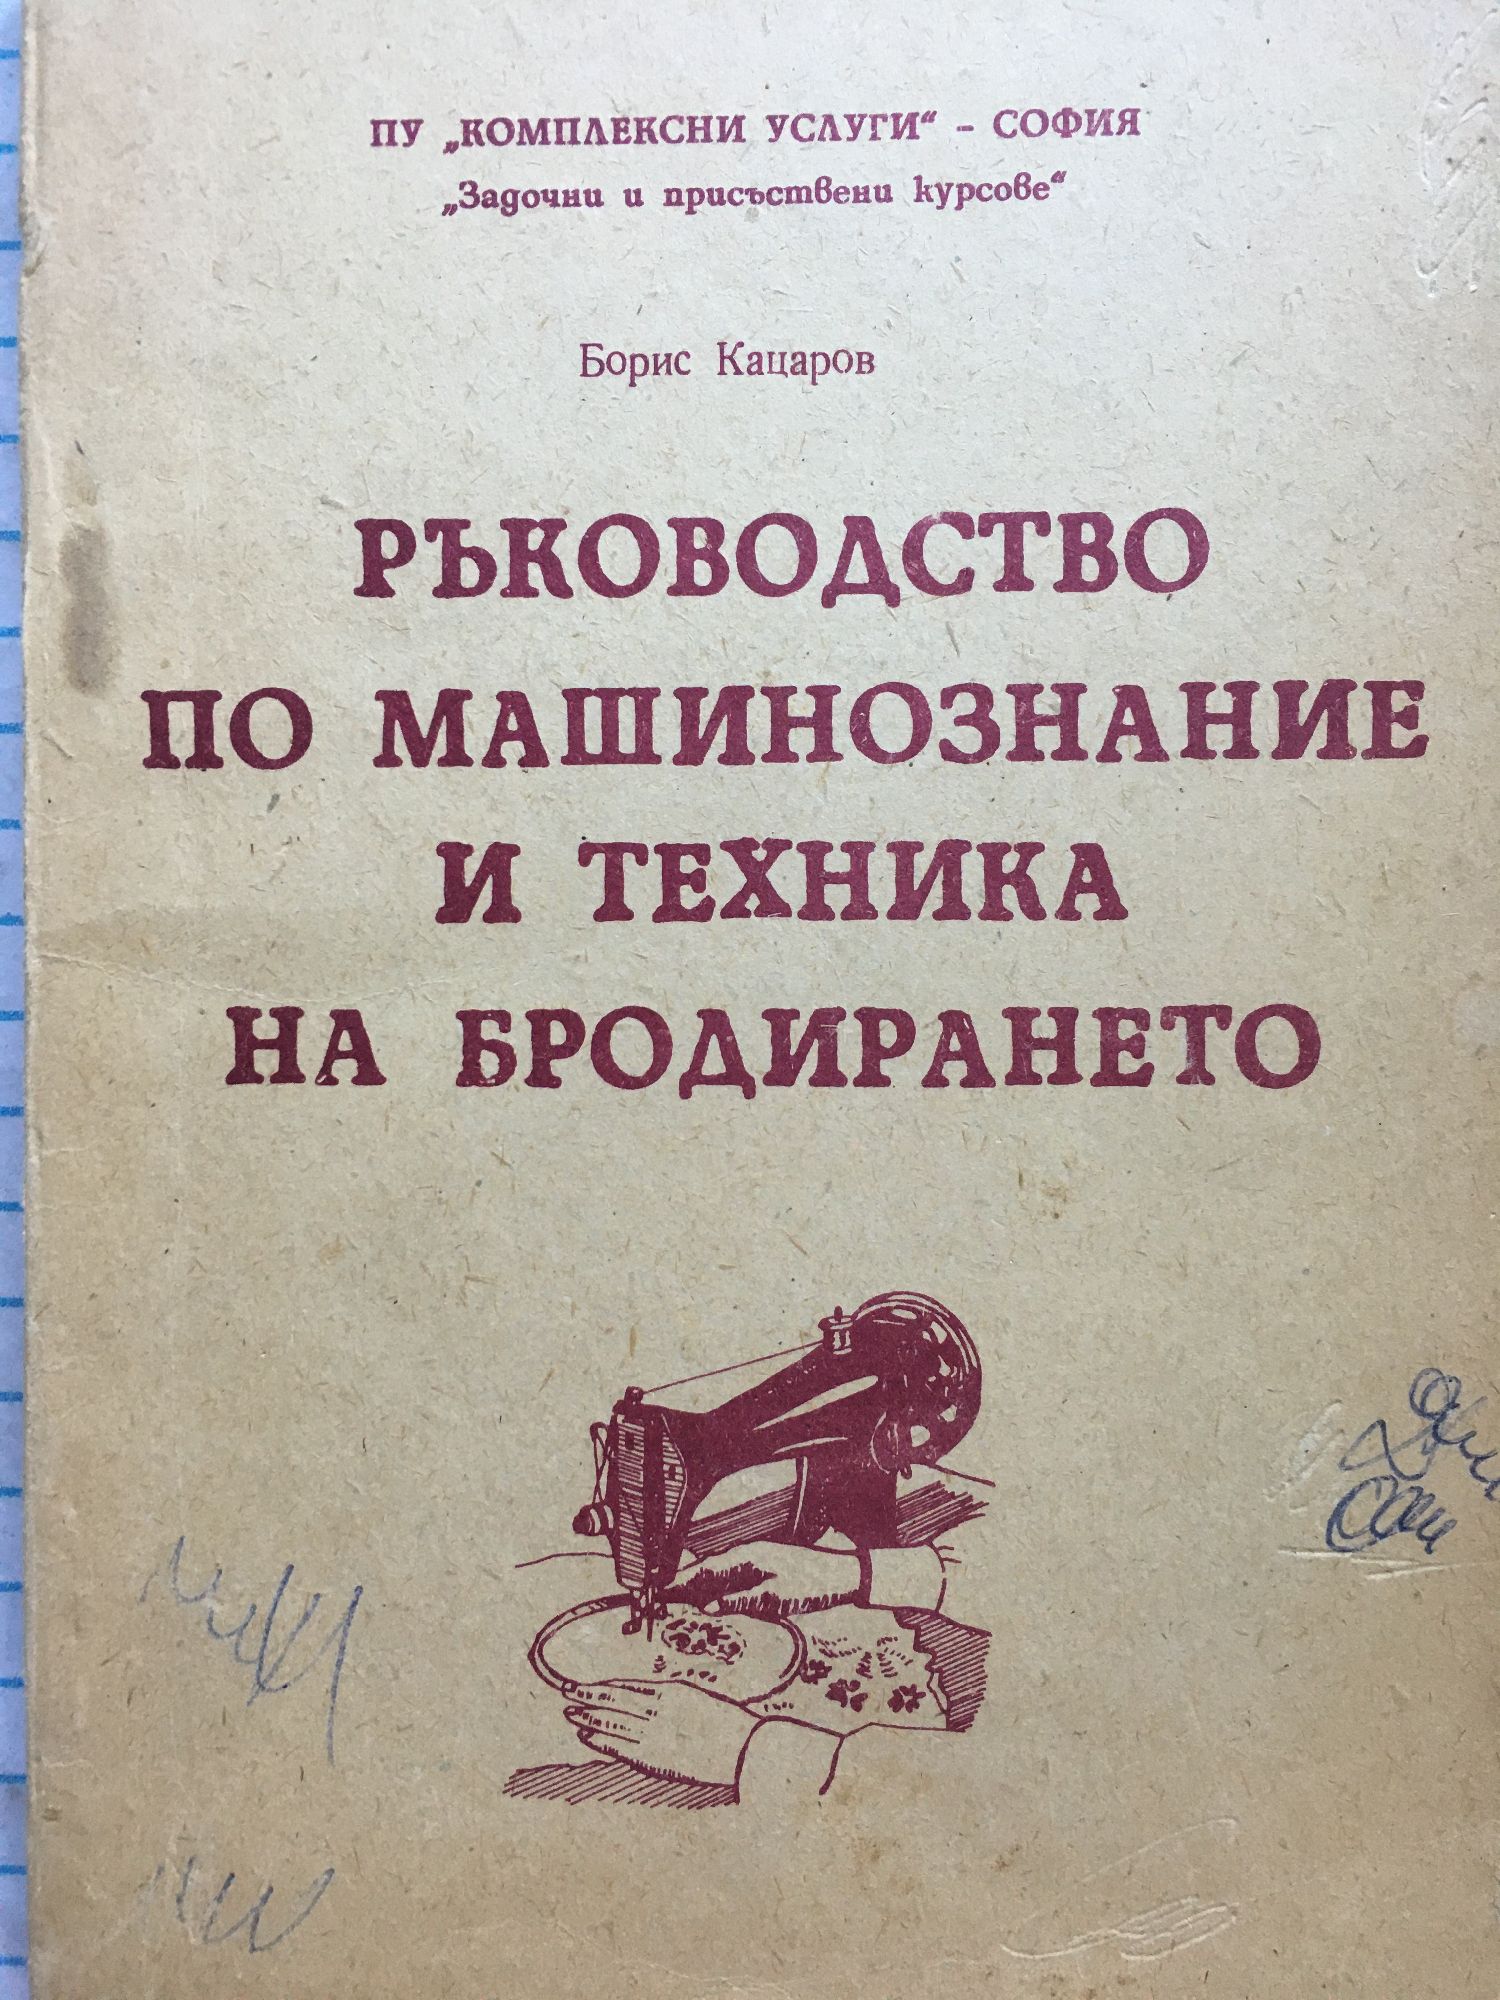 ПУ „КОМПЛЕКСНИ УСЛУГИ“ - СОФИЯ
„Задочни и присъствени курсове“
Борис Кацаров
РЪКОВОДСТВО
ПО МАШИНОЗНАНИЕ
И ТЕХНИКА
НА БРОДИРАНЕТО